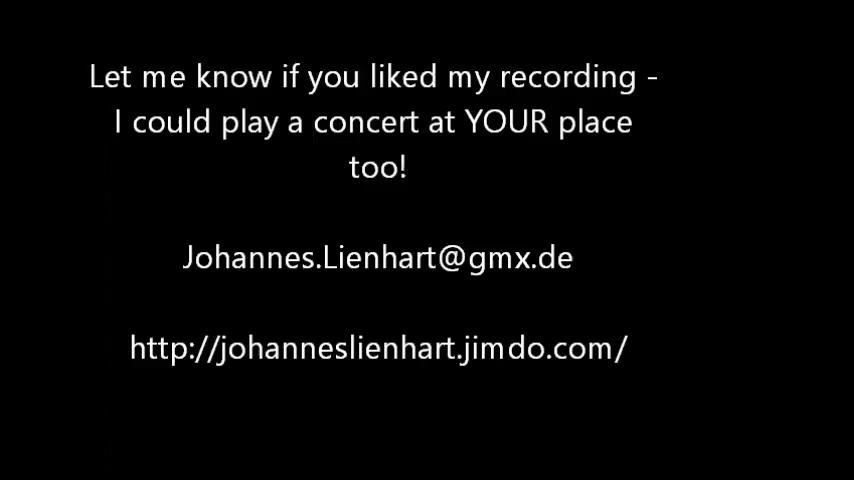 Let me know if you liked my recording -
I could play a concert at YOUR place
too!
Johannes.Lienhart@gmx.de
http://johanneslienhart.jimdo.com/